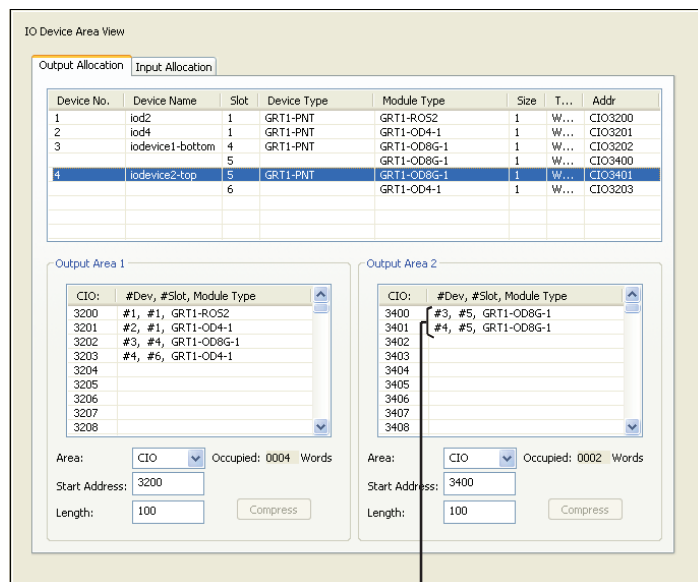 IO Device Area View
Output Allocation Input Allocation
Device No. Device Name Slot Device Type Module Type Size T... Addr
1 iod2 1 GRT1-PNT GRT1-ROS2 1 W... CIO3200
2 iod4 1 GRT1-PNT GRT1-OD4-1 1 W... CIO3201
3 iodevice1-bottom 4 GRT1-PNT GRT1-OD8G-1 1 W... CIO3202
5 GRT1-OD8G-1 1 W... CIO3400
4 iodevice2-top 5 GRT1-PNT GRT1-OD8G-1 1 W... CIO3401
6 GRT1-OD4-1 1 W... CIO3203
Output Area 1
CIO: #Dev, #Slot, Module Type
3200 #1, #1, GRT1-ROS2
3201 #2, #1, GRT1-OD4-1
3202 #3, #4, GRT1-OD8G-1
3203 #4, #6, GRT1-OD4-1
3204
3205
3206
3207
3208
Area: CIO Occupied: 0004 Words
Start Address: 3200
Length: 100 Compress
Output Area 2
CIO: #Dev, #Slot, Module Type
3400 #3, #5, GRT1-OD8G-1
3401 #4, #5, GRT1-OD8G-1
3402
3403
3404
3405
3406
3407
3408
Area: CIO Occupied: 0002 Words
Start Address: 3400
Length: 100 Compress